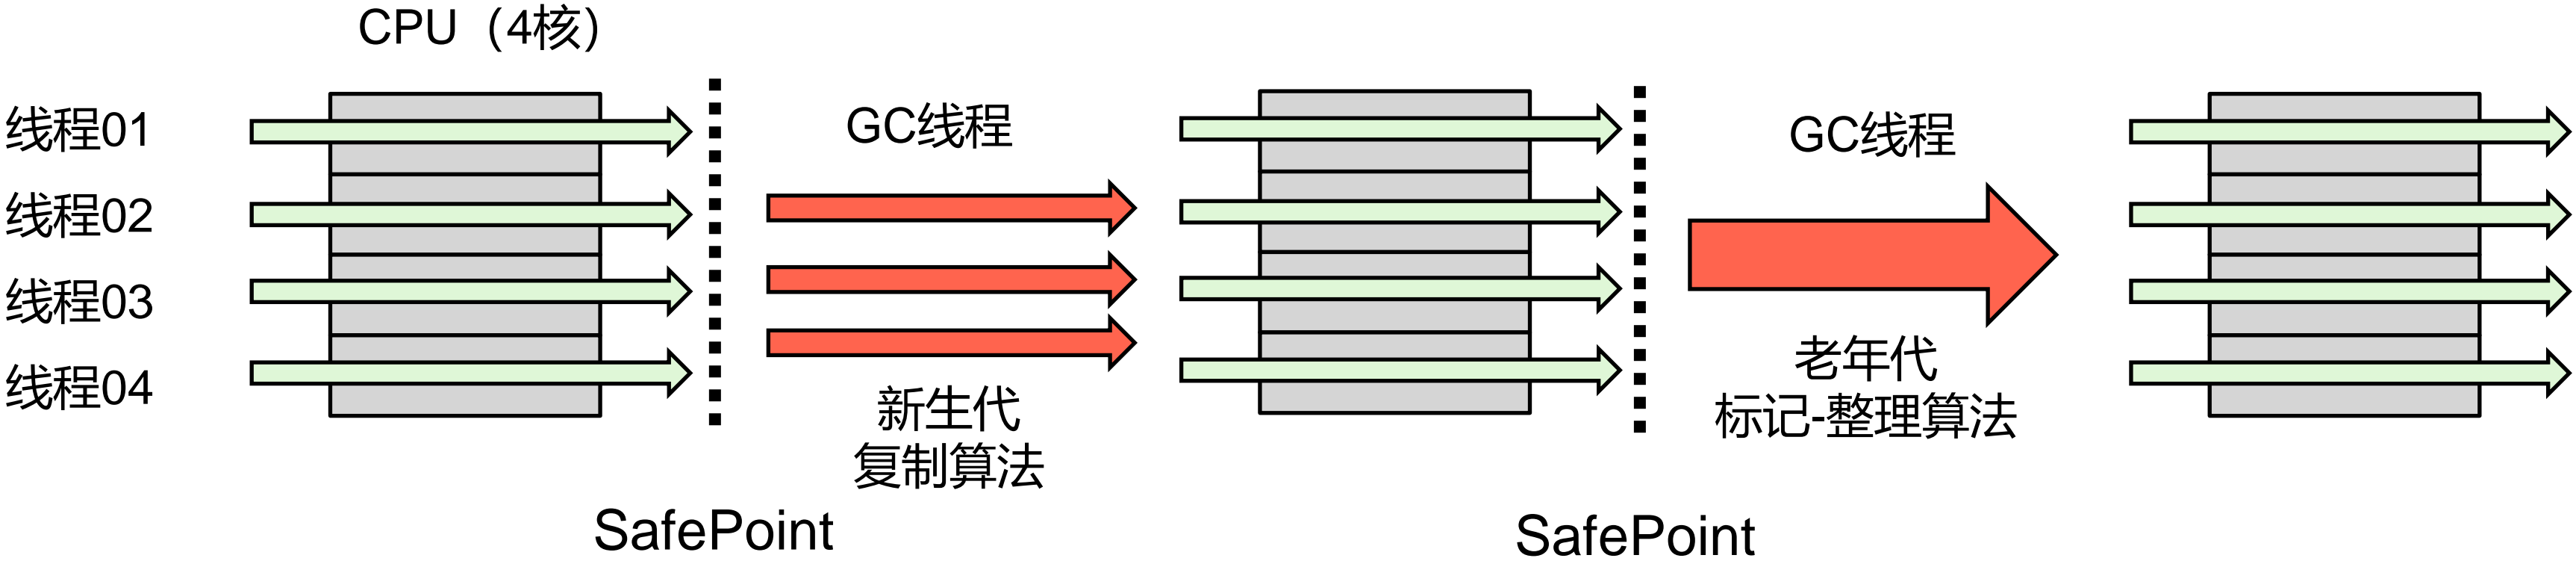 CPU（4核）
线程01
线程02
线程03
线程04
GC线程
新生代
复制算法
SafePoint
GC线程
老年代
标记-整理算法
SafePoint